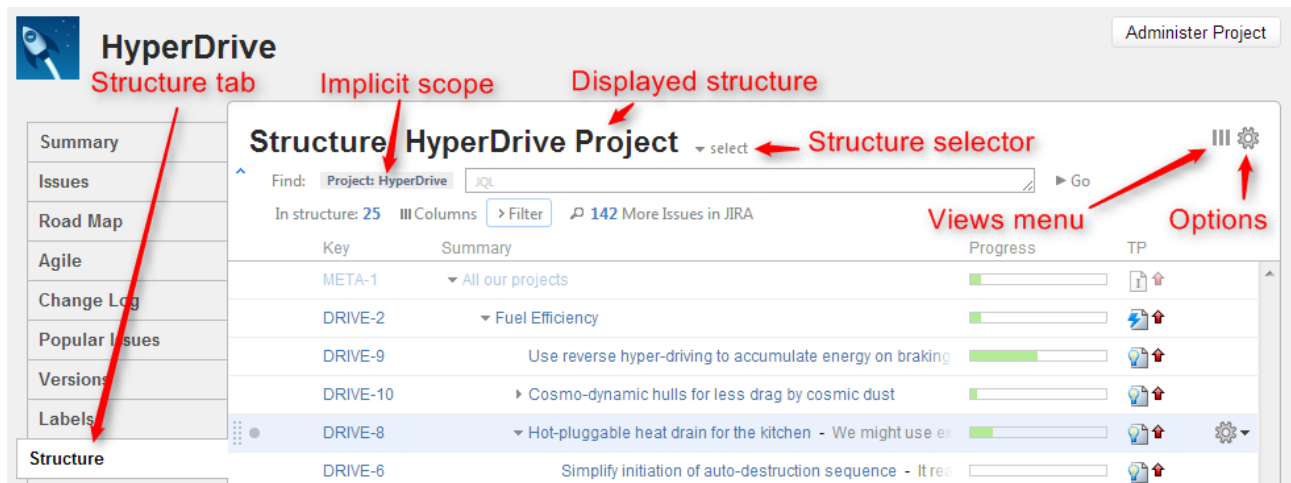 HyperDrive
Administer Project
Structure tab
Implicit scope
Displayed structure
Summary
Issues
Road Map
Agile
Change Log
Popular Issues
Versions
Labels
Structure
Structure HyperDrive Project select
Structure selector
Find: Project: HyperDrive JQL Go
In structure: 25 Columns Filter 142 More Issues in JIRA
Views menu
Options
Key Summary Progress TP
META-1 All our projects
DRIVE-2 Fuel Efficiency
DRIVE-9 Use reverse hyper-driving to accumulate energy on braking
DRIVE-10 Cosmo-dynamic hulls for less drag by cosmic dust
DRIVE-8 Hot-pluggable heat drain for the kitchen - We might use
DRIVE-6 Simplify initiation of auto-destruction sequence - It